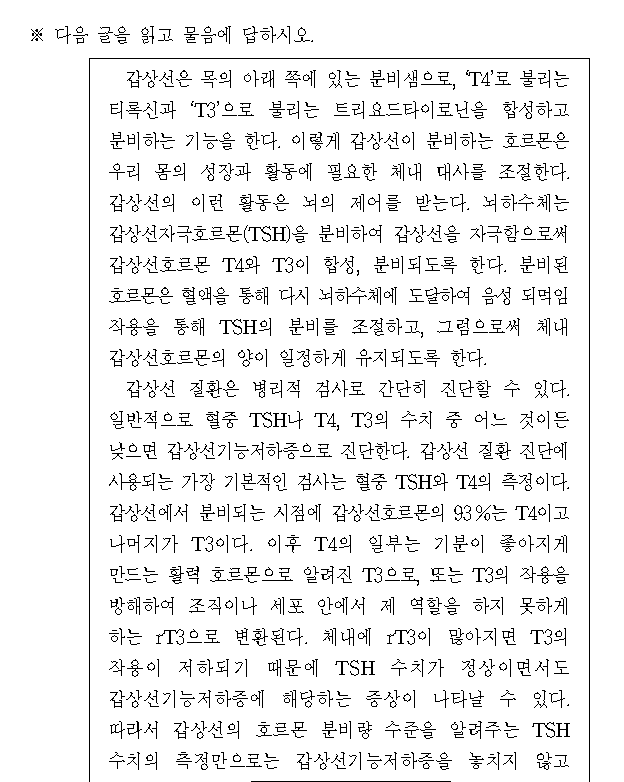 ※ 다음 글을 읽고 물음에 답하시오.
갑상선은 목의 아래 쪽에 있는 분비샘으로, ‘T4’로 불리는
티록신과 ‘T3’으로 불리는 트리요드타이로닌을 합성하고
분비하는 기능을 한다. 이렇게 갑상선이 분비하는 호르몬은
우리 몸의 성장과 활동에 필요한 체내 대사를 조절한다.
갑상선의 이런 활동은 뇌의 제어를 받는다. 뇌하수체는
갑상선자극호르몬(TSH)을 분비하여 갑상선을 자극함으로써
갑상선호르몬 T4와 T3이 합성, 분비되도록 한다. 분비된
호르몬은 혈액을 통해 다시 뇌하수체에 도달하여 음성 되먹임
작용을 통해 TSH의 분비를 조절하고, 그럼으로써 체내
갑상선호르몬의 양이 일정하게 유지되도록 한다.
갑상선 질환은 병리적 검사로 간단히 진단할 수 있다.
일반적으로 혈중 TSH나 T4, T3의 수치 중 어느 것이든
낮으면 갑상선기능저하증으로 진단한다. 갑상선 질환 진단에
사용되는 가장 기본적인 검사는 혈중 TSH와 T4의 측정이다.
갑상선에서 분비되는 시점에 갑상선호르몬의 93%는 T4이고
나머지가 T3이다. 이후 T4의 일부는 기분이 좋아지게
만드는 활력 호르몬으로 알려진 T3으로, 또는 T3의 작용을
방해하여 조직이나 세포 안에서 제 역할을 하지 못하게
하는 rT3으로 변환된다. 체내에 rT3이 많아지면 T3의
작용이 저하되기 때문에 TSH 수치가 정상이면서도
갑상선기능저하증에 해당하는 증상이 나타날 수 있다.
따라서 갑상선의 호르몬 분비량 수준을 알려주는 TSH
수치의 측정만으로는 갑상선기능저하증을 놓치지 않고